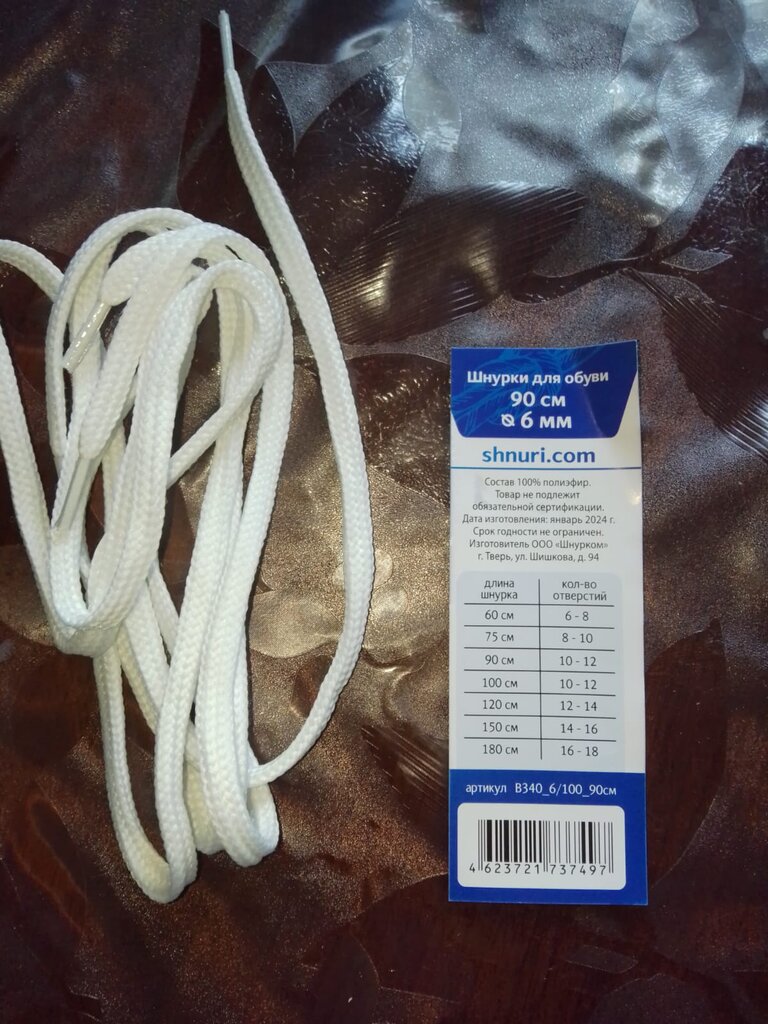 Шнурки для обуви
90 см
⌀ 6 мм
shnuri.com
Состав 100% полиэфир.
Товар не подлежит
обязательной сертификации.
Дата изготовления: январь 2024 г.
Срок годности не ограничен.
Изготовитель ООО «Шнурком»
г. Тверь, ул. Шишкова, д. 94
длина шнурка | кол-во отверстий
60 см | 6 - 8
75 см | 8 - 10
90 см | 10 - 12
100 см | 10 - 12
120 см | 12 - 14
150 см | 14 - 16
180 см | 16 - 18
артикул B340_6/100_90см
4 623721 737497